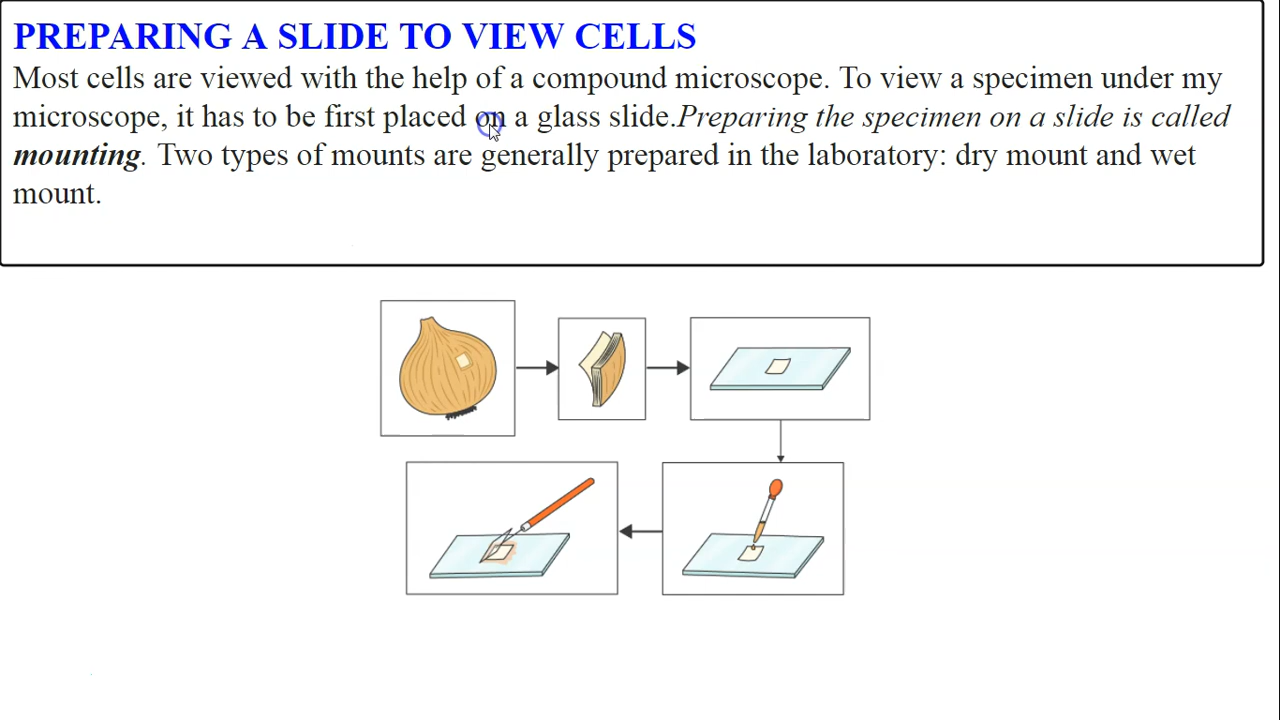 PREPARING A SLIDE TO VIEW CELLS
Most cells are viewed with the help of a compound microscope. To view a specimen under my
microscope, it has to be first placed on a glass slide.Preparing the specimen on a slide is called
mounting. Two types of mounts are generally prepared in the laboratory: dry mount and wet
mount.